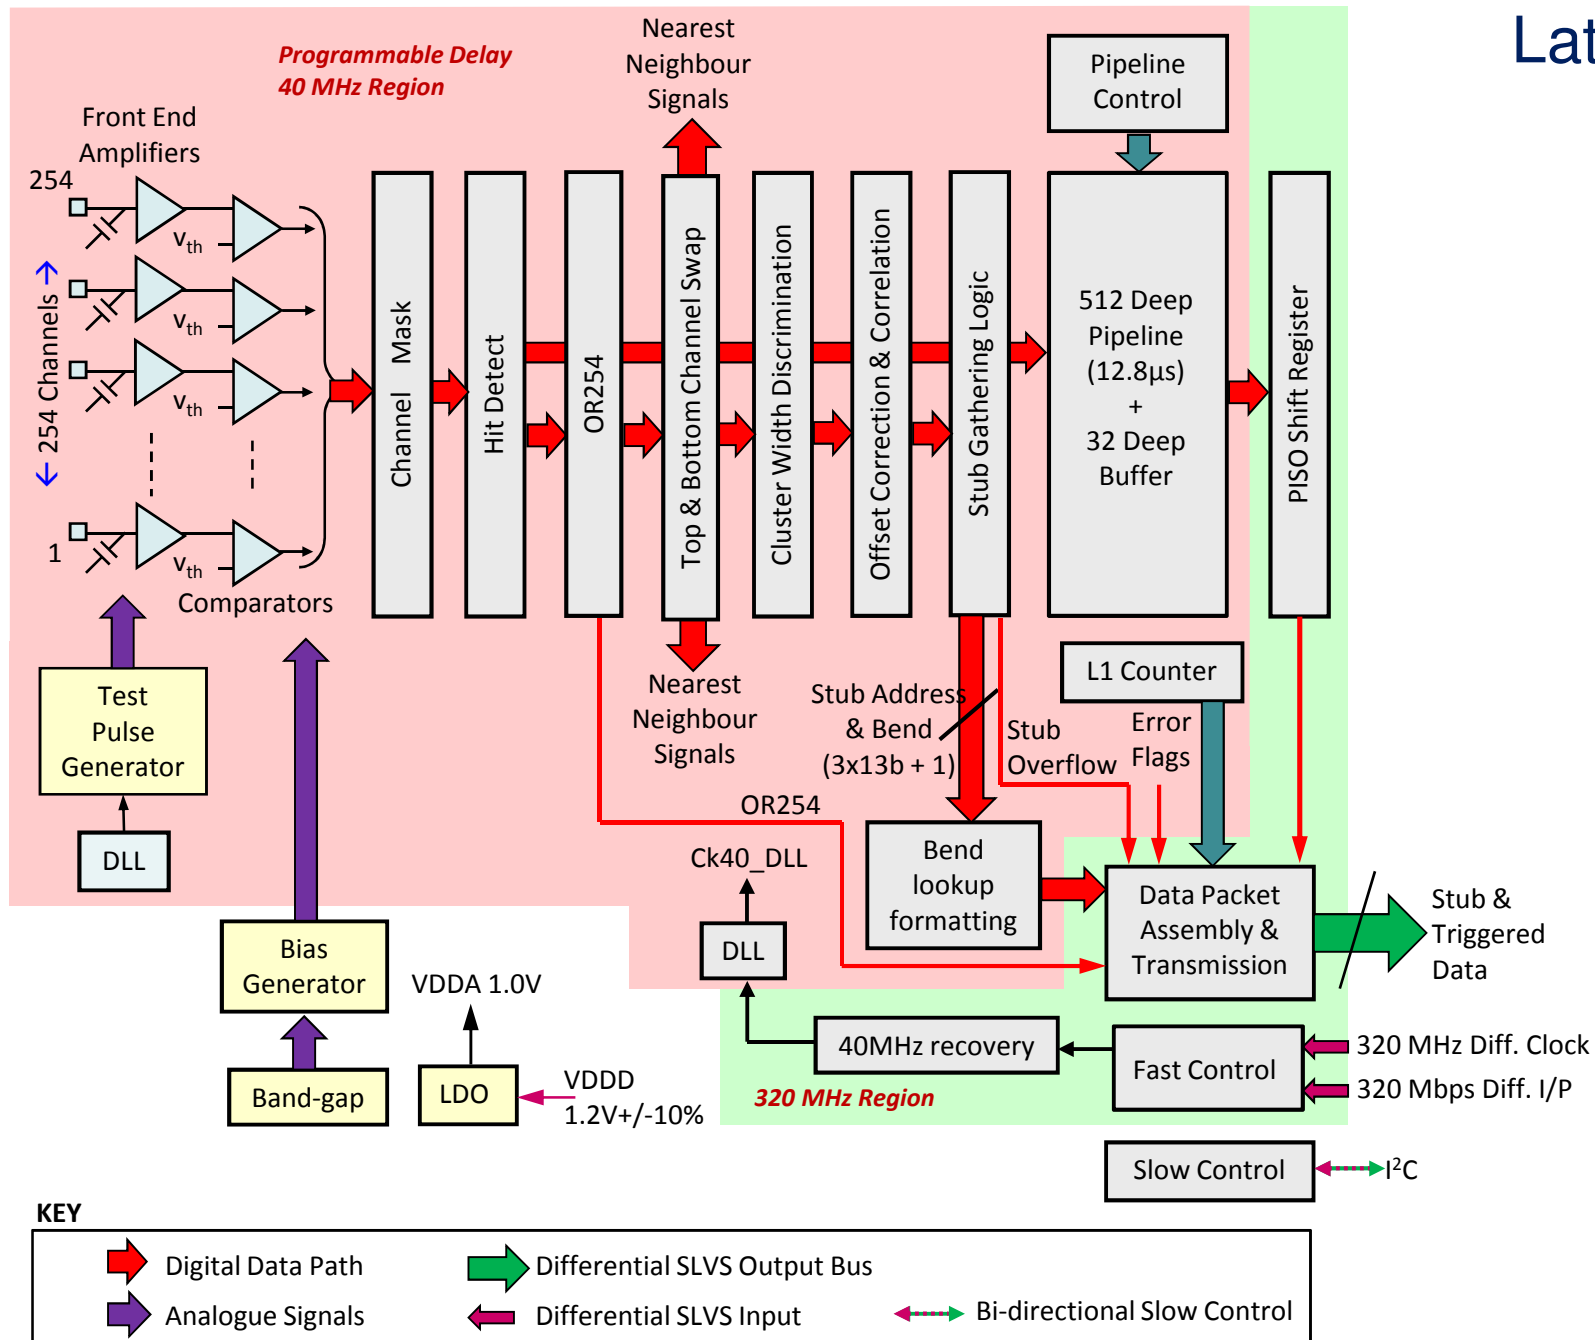 Lat
Programmable Delay
40 MHz Region
Nearest
Neighbour
Signals
Pipeline
Control
Front End
Amplifiers
254
1
← 254 Channels →
v_th
v_th
v_th
v_th
Comparators
Channel Mask
Hit Detect
OR254
Top & Bottom Channel Swap
Cluster Width Discrimination
Offset Correction & Correlation
Stub Gathering Logic
512 Deep
Pipeline
(12.8µs)
+
32 Deep
Buffer
PISO Shift Register
Nearest
Neighbour
Signals
Stub Address
& Bend
(3x13b + 1)
Stub
Overflow
L1 Counter
Error
Flags
Test
Pulse
Generator
DLL
OR254
Ck40_DLL
DLL
Bend
lookup
formatting
Data Packet
Assembly &
Transmission
Stub &
Triggered
Data
Bias
Generator
Band-gap
VDDA 1.0V
LDO
VDDD
1.2V+/-10%
40MHz recovery
Fast Control
320 MHz Diff. Clock
320 Mbps Diff. I/P
320 MHz Region
Slow Control
I²C
KEY
Digital Data Path
Differential SLVS Output Bus
Analogue Signals
Differential SLVS Input
Bi-directional Slow Control